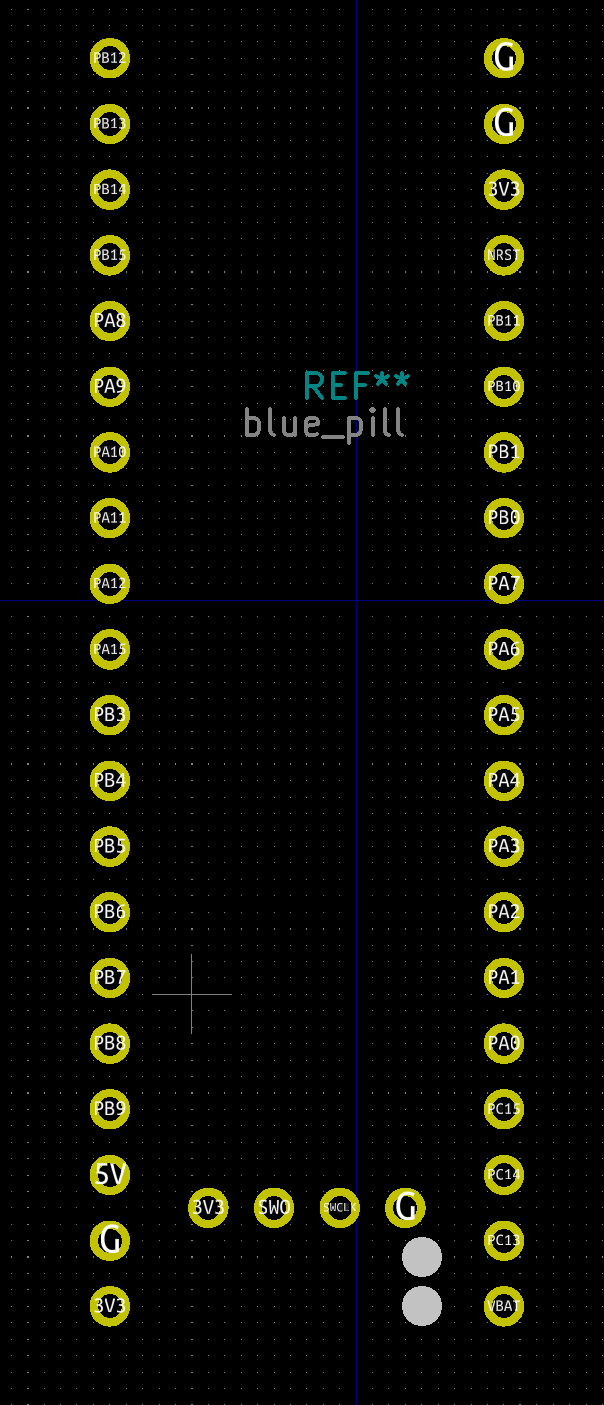 PB12 G
PB13 G
PB14 3V3
PB15 NRST
PA8 PB11
PA9 PB10
REF**
blue_pill
PA10 PB1
PA11 PB0
PA12 PA7
PA15 PA6
PB3 PA5
PB4 PA4
PB5 PA3
PB6 PA2
PB7 PA1
PB8 PA0
PB9 PC15
5V PC14
3V3 SWO SWCLK G
G PC13
3V3 VBAT